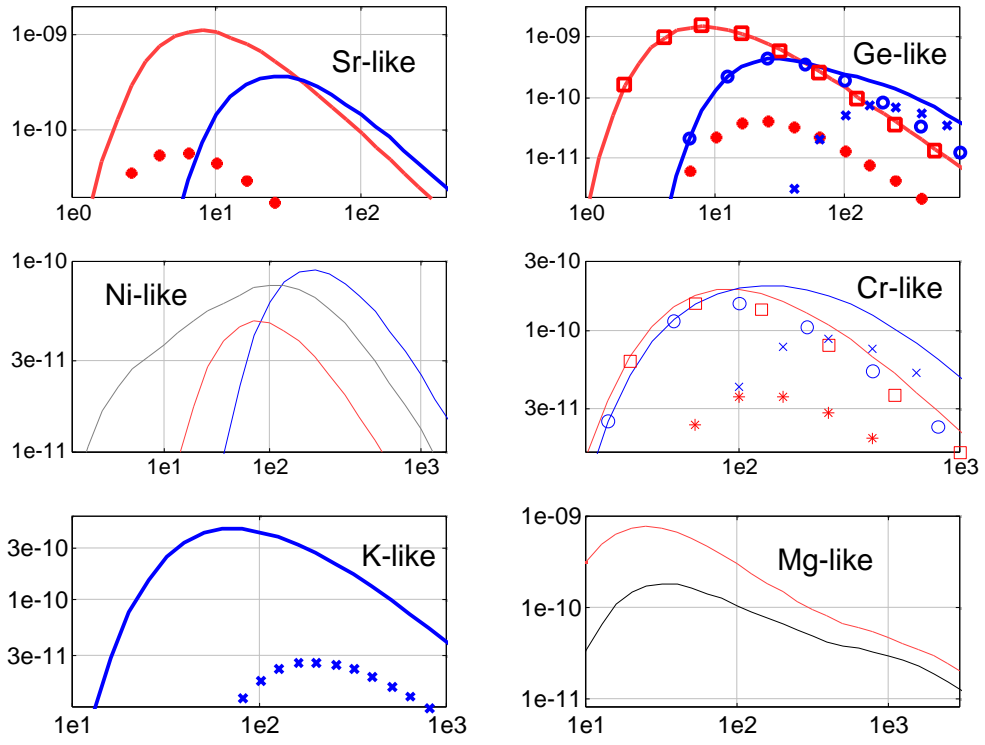 1e-09
Sr-like
1e-10
1e0 1e1 1e2
1e-09
Ge-like
1e-10
1e-11
1e0 1e1 1e2
1e-10
Ni-like
3e-11
1e-11
1e1 1e2 1e3
3e-10
Cr-like
1e-10
3e-11
1e2 1e3
3e-10
K-like
1e-10
3e-11
1e1 1e2 1e3
1e-09
Mg-like
1e-10
1e-11
1e1 1e2 1e3